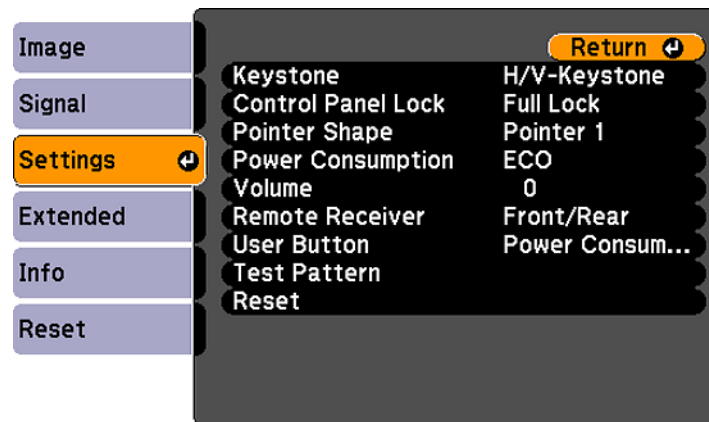 Image
Signal
Settings
Extended
Info
Reset
Return
Keystone H/V-Keystone
Control Panel Lock Full Lock
Pointer Shape Pointer 1
Power Consumption ECO
Volume 0
Remote Receiver Front/Rear
User Button Power Consum...
Test Pattern
Reset